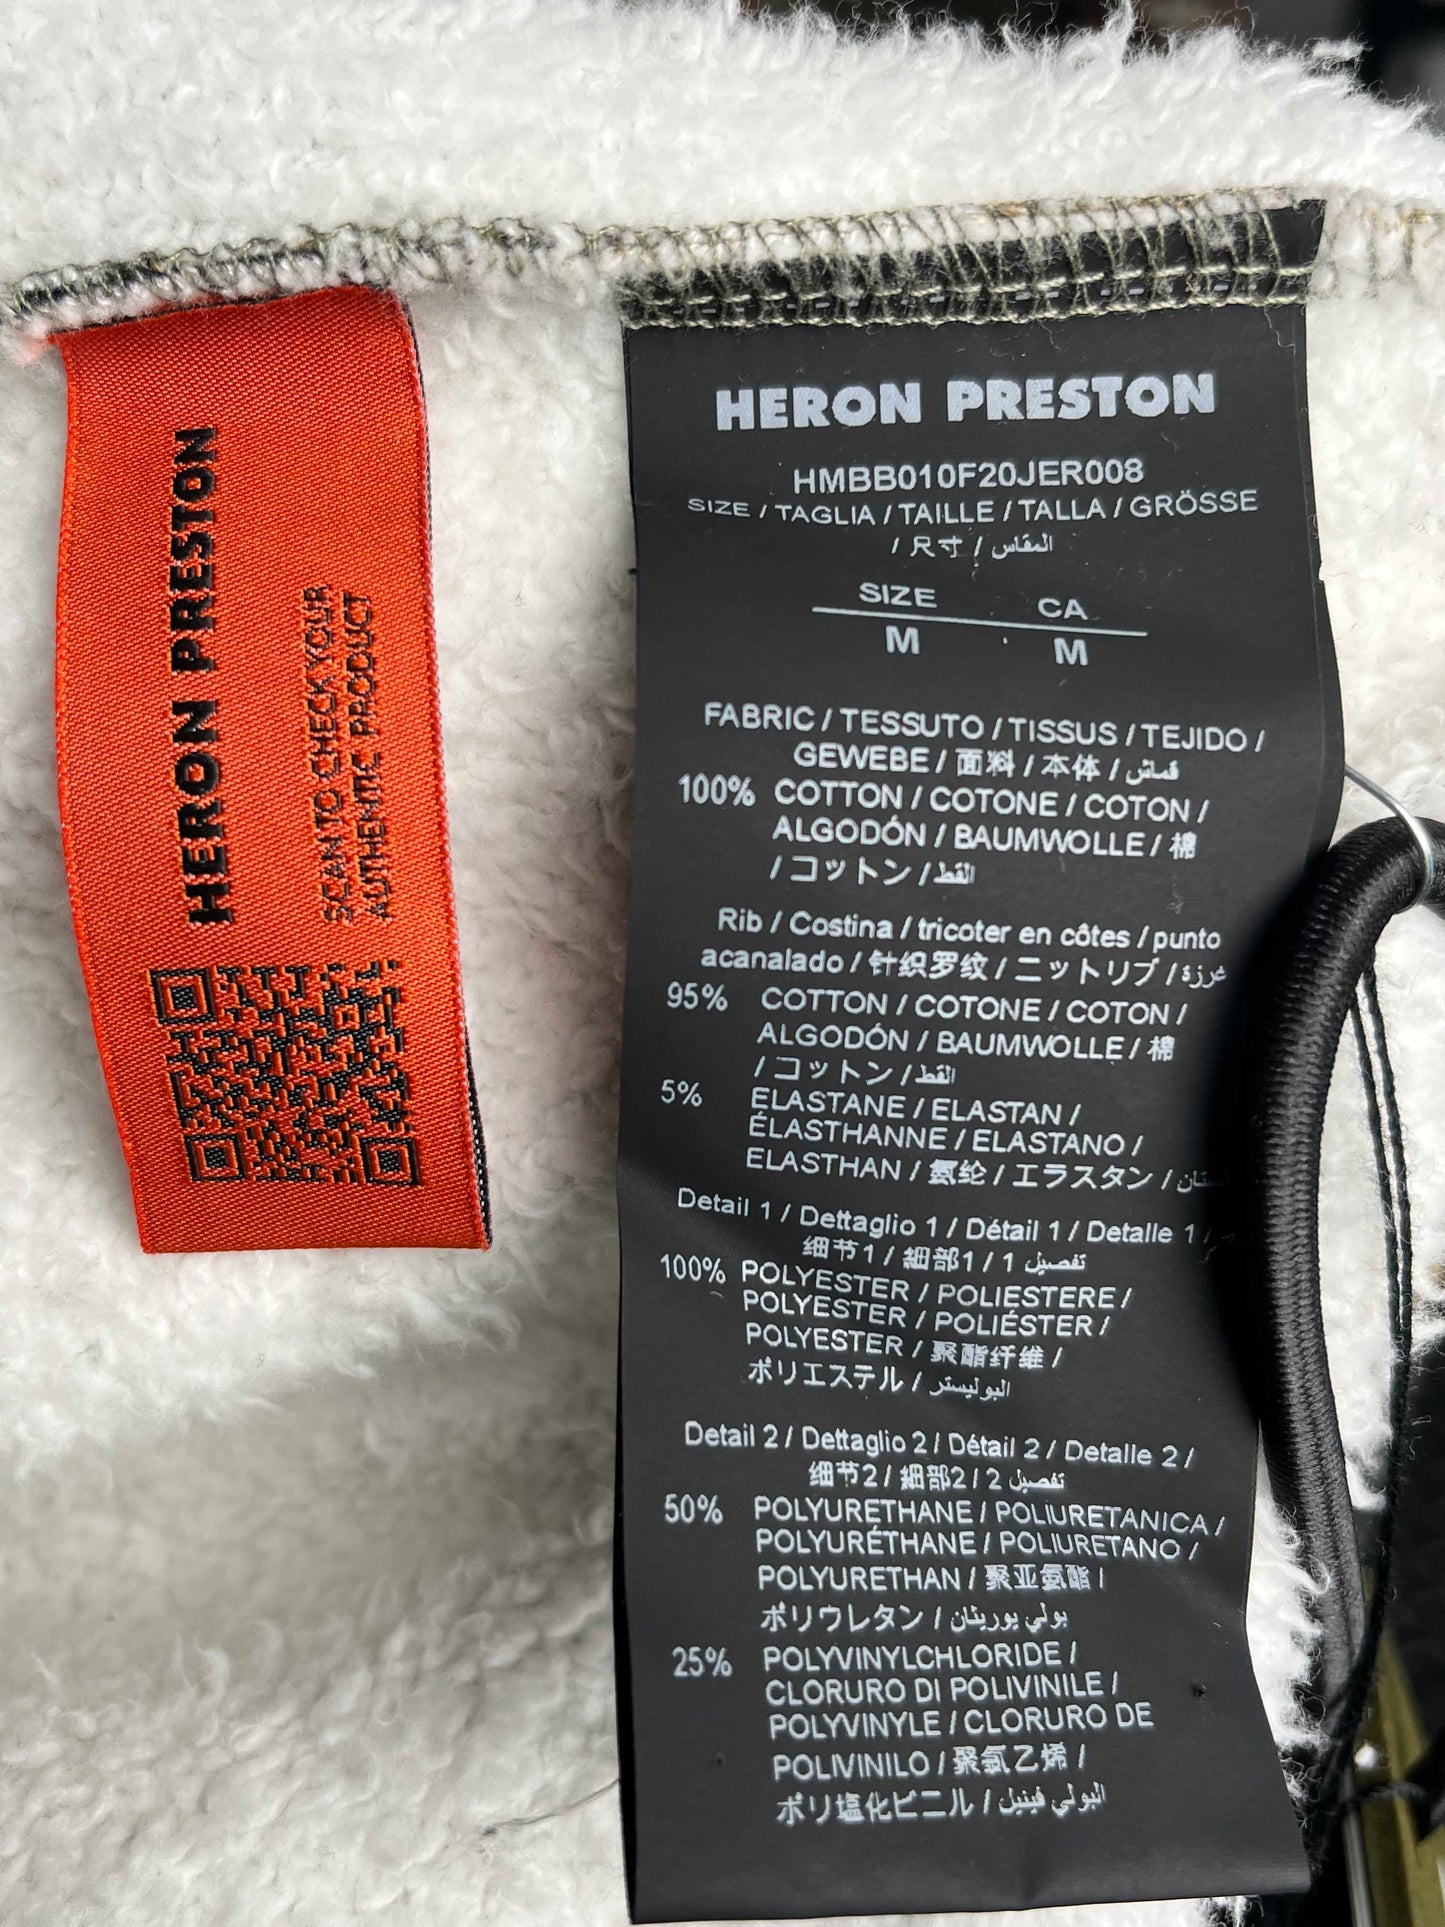 HERON PRESTON
SCAN TO CHECK YOUR
AUTHENTIC PRODUCT
HERON PRESTON
HMBB010F20JER008
SIZE / TAGLIA / TAILLE / TALLA / GRÖSSE
/ 尺寸 / المقاس
SIZE CA
M M
FABRIC / TESSUTO / TISSUS / TEJIDO /
GEWEBE / 面料 / 本体 / قماش
100% COTTON / COTONE / COTON /
ALGODÓN / BAUMWOLLE / 棉
/ コットン / القط
Rib / Costina / tricoter en côtes / punto
acanalado / 针织罗纹 / ニットリブ / غرزة
95% COTTON / COTONE / COTON /
ALGODÓN / BAUMWOLLE / 棉
/ コットン / القط
5% ELASTANE / ELASTAN /
ÉLASTHANNE / ELASTANO /
ELASTHAN / 氨纶 / エラスタン /
Detail 1 / Dettaglio 1 / Détail 1 / Detalle 1 /
细节1 / 細部1 / 1 تفصيل
100% POLYESTER / POLIESTERE /
POLYESTER / POLIÉSTER /
POLYESTER / 聚酯纤维 /
ポリエステル / البوليستر
Detail 2 / Dettaglio 2 / Détail 2 / Detalle 2 /
细节2 / 細部2 / 2 تفصيل
50% POLYURETHANE / POLIURETANICA /
POLYURÉTHANE / POLIURETANO /
POLYURETHAN / 聚亚氨酯 /
ポリウレタン / بولي يوريثان
25% POLYVINYLCHLORIDE /
CLORURO DI POLIVINILE /
POLYVINYLE / CLORURO DE
POLIVINILO / 聚氯乙烯 /
ポリ塩化ビニル / البولي فينيل